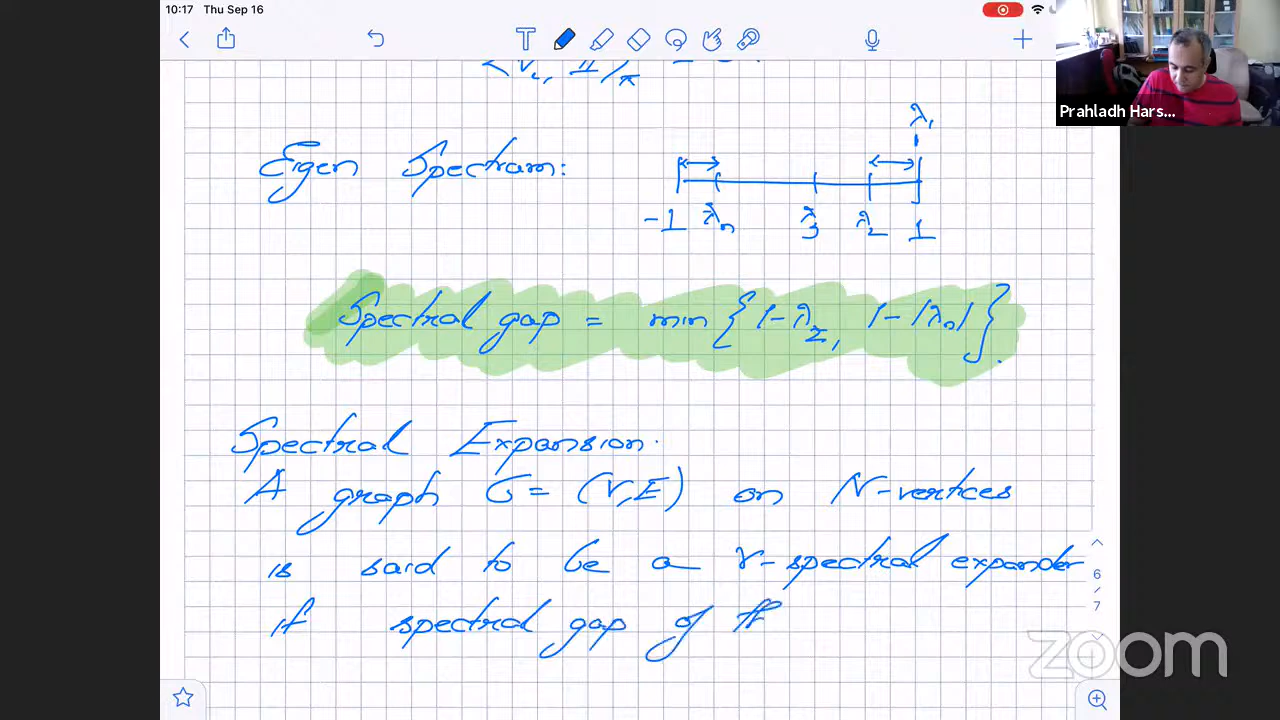 10:17 Thu Sep 16
Prahladh Hars...
Eigen Spectrum:
λ₁
-1 λₙ λ₃ λ₂ 1
Spectral gap = min { 1-λ₂, 1-|λₙ| }.
Spectral Expansion.
A graph G = (V,E) on N-vertices
is said to be a γ-spectral expander
if spectral gap of
6
/
7
zoom